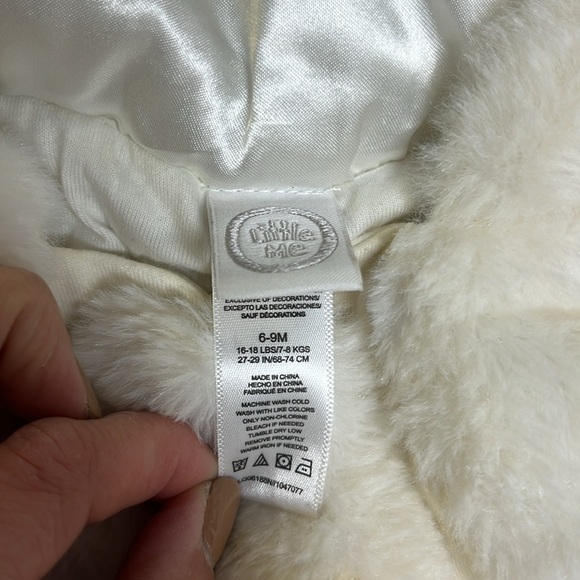 Little
Me
EXCLUSIVE OF DECORATIONS/
EXCEPTO LAS DECORACIONES/
SAUF DÉCORATIONS
6-9M
16-18 LBS/7-8 KGS
27-29 IN/68-74 CM
MADE IN CHINA
HECHO EN CHINA
FABRIQUÉ EN CHINE
MACHINE WASH COLD
WASH WITH LIKE COLORS
ONLY NON-CHLORINE
BLEACH IF NEEDED
TUMBLE DRY LOW
REMOVE PROMPTLY
WARM IRON IF NEEDED